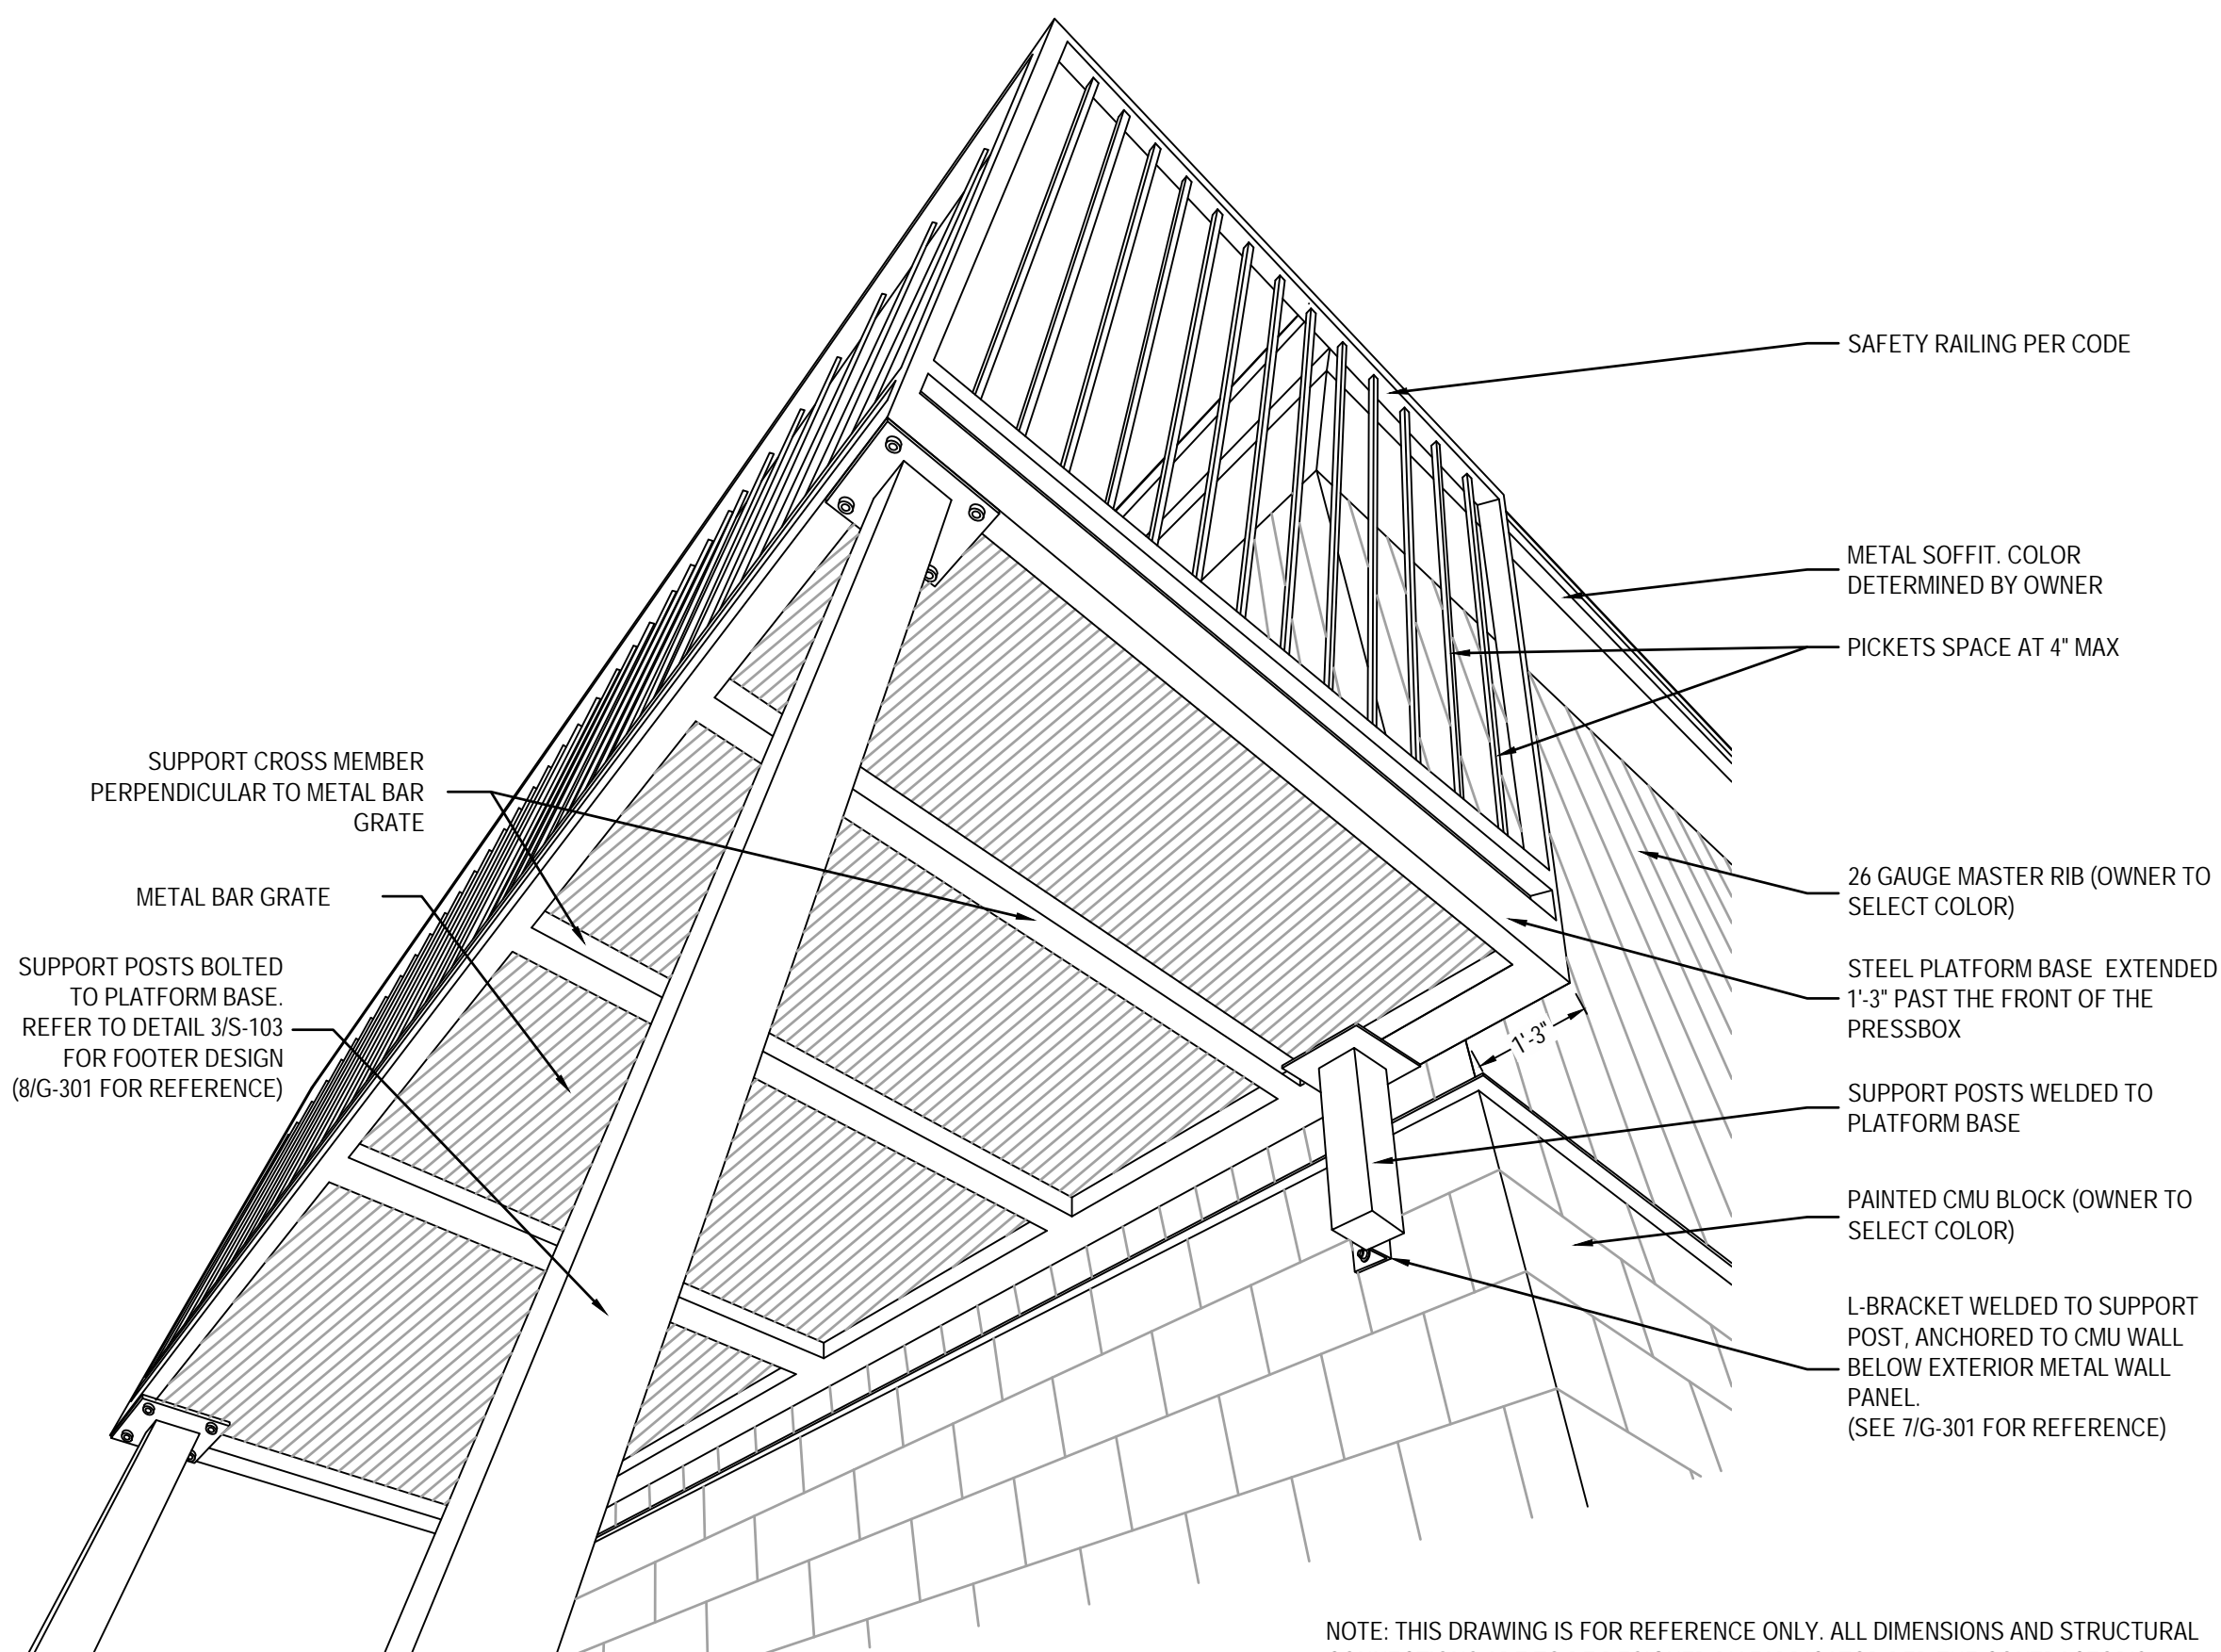 SAFETY RAILING PER CODE
METAL SOFFIT. COLOR
DETERMINED BY OWNER
PICKETS SPACE AT 4" MAX
SUPPORT CROSS MEMBER
PERPENDICULAR TO METAL BAR
GRATE
METAL BAR GRATE
SUPPORT POSTS BOLTED
TO PLATFORM BASE.
REFER TO DETAIL 3/S-103
FOR FOOTER DESIGN
(8/G-301 FOR REFERENCE)
26 GAUGE MASTER RIB (OWNER TO
SELECT COLOR)
STEEL PLATFORM BASE EXTENDED
1'-3" PAST THE FRONT OF THE
PRESSBOX
1'-3"
SUPPORT POSTS WELDED TO
PLATFORM BASE
PAINTED CMU BLOCK (OWNER TO
SELECT COLOR)
L-BRACKET WELDED TO SUPPORT
POST, ANCHORED TO CMU WALL
BELOW EXTERIOR METAL WALL
PANEL.
(SEE 7/G-301 FOR REFERENCE)
NOTE: THIS DRAWING IS FOR REFERENCE ONLY. ALL DIMENSIONS AND STRUCTURAL